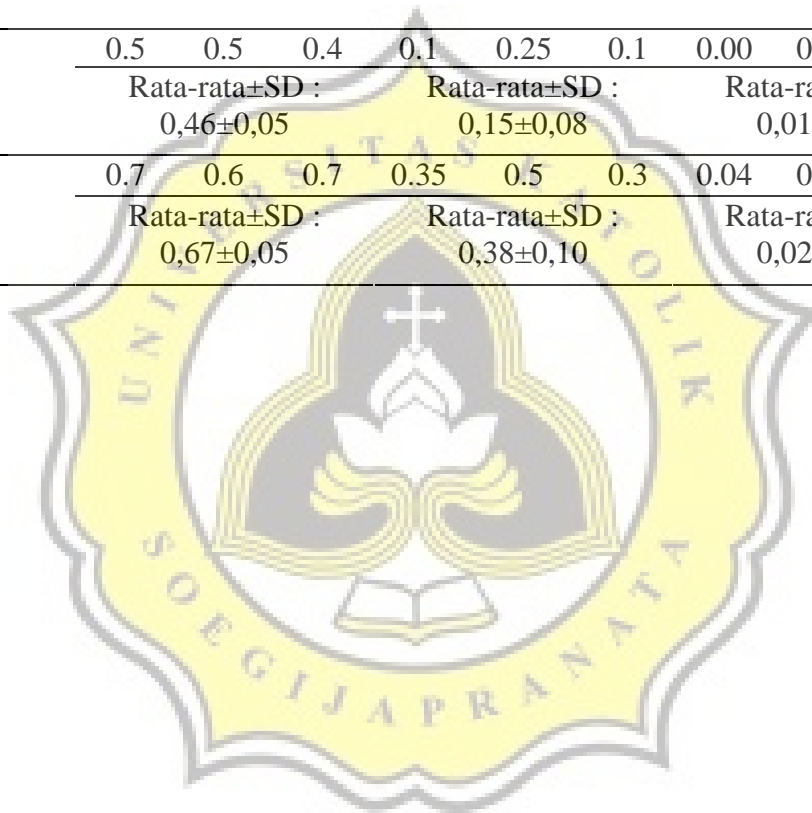 0.5 0.5 0.4 0.1 0.25 0.1 0.00
Rata-rata±SD : Rata-rata±SD :
0,46±0,05 0,15±0,08 0,01
0.7 0.6 0.7 0.35 0.5 0.3 0.04
Rata-rata±SD : Rata-rata±SD :
0,67±0,05 0,38±0,10 0,02
UNIVERSITAS KATOLIK
SOEGIJAPRANATA